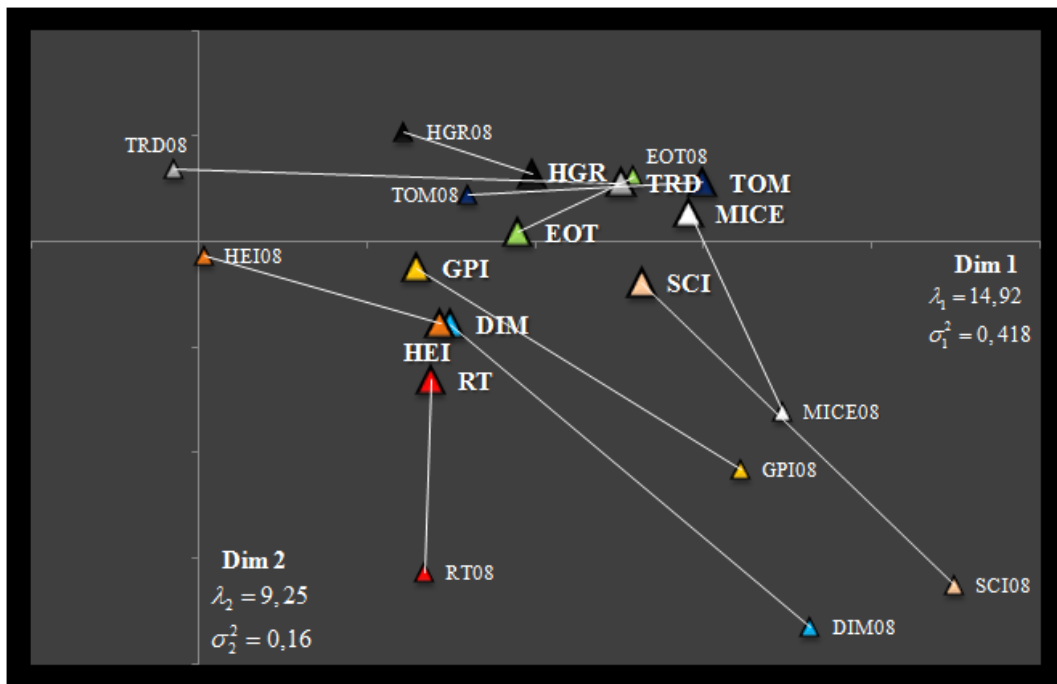 HGR08
TRD08
EOT08
HGR
TRD
TOM
TOM08
MICE
EOT
HEI08
GPI
SCI
Dim 1
λ₁ = 14,92
σ₁² = 0,418
DIM
HEI
RT
MICE08
GPI08
Dim 2
RT08
SCI08
λ₂ = 9,25
DIM08
σ₂² = 0,16